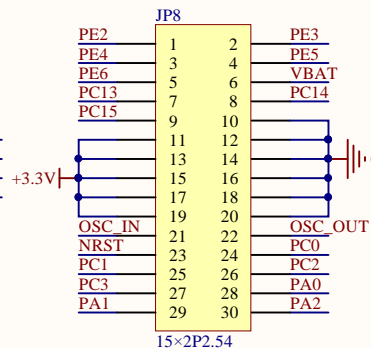 JP8
PE2 1 2 PE3
PE4 3 4 PE5
PE6 5 6 VBAT
PC13 7 8 PC14
PC15 9 10
11 12
13 14
+3.3V 15 16
17 18
19 20
OSC_IN 21 22 OSC_OUT
NRST 23 24 PC0
PC1 25 26 PC2
PC3 27 28 PA0
PA1 29 30 PA2
15×2P2.54